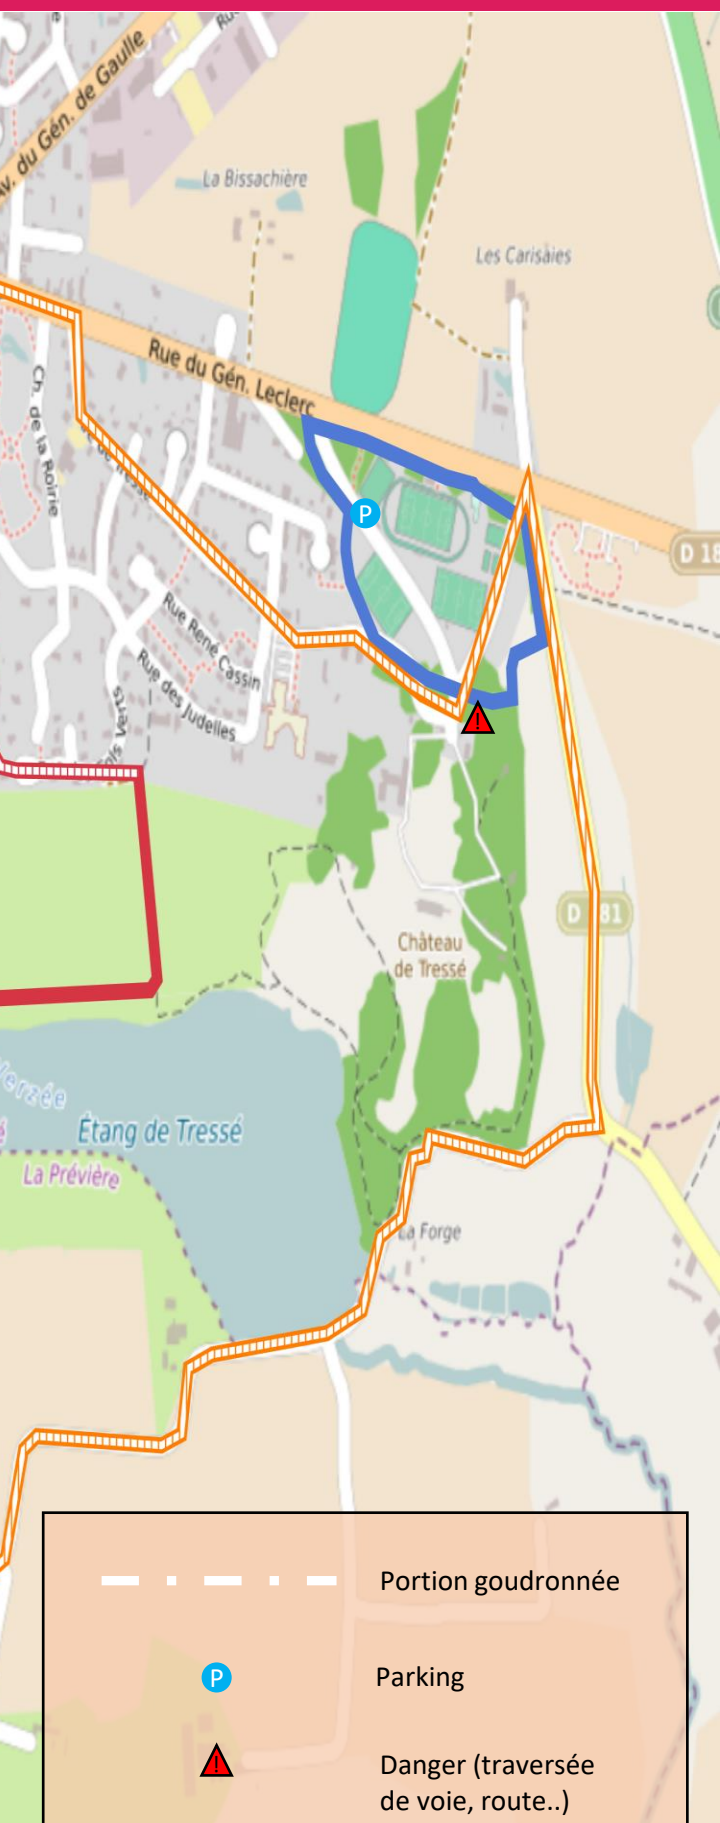 Av. du Gén. de Gaulle
La Bissachière
Les Carisaies
Rue du Gén. Leclerc
Ch. de la Roirie
P
D 18
Rue René Cassin
Rue des Judelles
D 81
Château
de Tressé
Verzée
Étang de Tressé
La Prévière
La Forge
Portion goudronnée
P
Parking
!
Danger (traversée
de voie, route..)